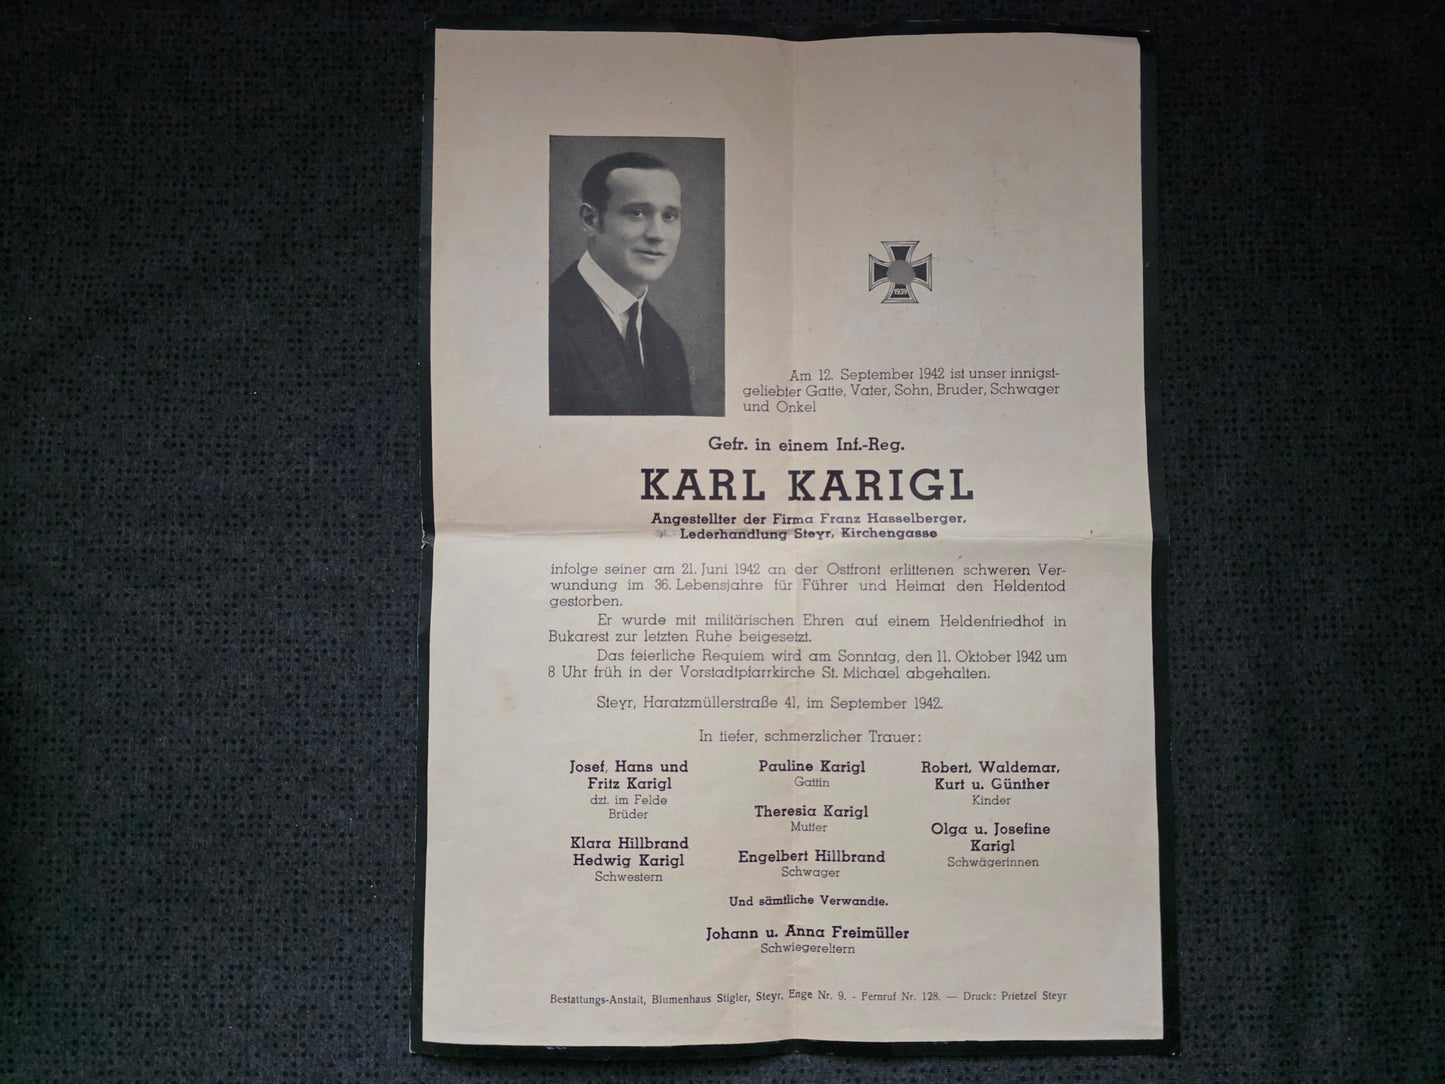 1939
Am 12. September 1942 ist unser innigst-
geliebter Gatte, Vater, Sohn, Bruder, Schwager
und Onkel
Gefr. in einem Inf.-Reg.
KARL KARIGL
Angestellter der Firma Franz Hasselberger,
Lederhandlung Steyr, Kirchengasse
infolge seiner am 21. Juni 1942 an der Ostfront erlittenen schweren Ver-
wundung im 36. Lebensjahre für Führer und Heimat den Heldentod
gestorben.
Er wurde mit militärischen Ehren auf einem Heldenfriedhof in
Bukarest zur letzten Ruhe beigesetzt.
Das feierliche Requiem wird am Sonntag, den 11. Oktober 1942 um
8 Uhr früh in der Vorstadtpfarrkirche St. Michael abgehalten.
Steyr, Haratzmüllerstraße 41, im September 1942.
In tiefer, schmerzlicher Trauer:
Josef, Hans und
Fritz Karigl
dzt. im Felde
Brüder
Klara Hillbrand
Hedwig Karigl
Schwestern
Pauline Karigl
Gattin
Theresia Karigl
Mutter
Engelbert Hillbrand
Schwager
Robert, Waldemar,
Kurt u. Günther
Kinder
Olga u. Josefine
Karigl
Schwägerinnen
Und sämtliche Verwandte.
Johann u. Anna Freimüller
Schwiegereltern
Bestattungs-Anstalt, Blumenhaus Stigler, Steyr, Enge Nr. 9. - Fernruf Nr. 128. — Druck: Prietzel Steyr